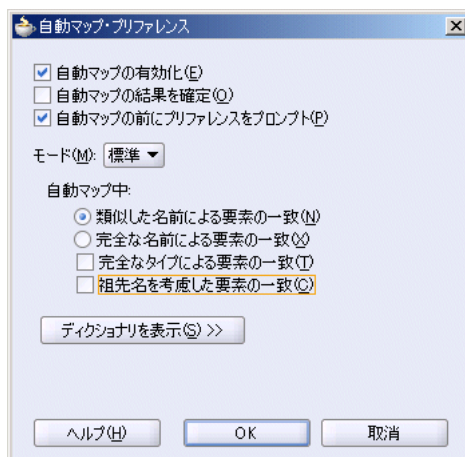 自動マップ・プリファレンス
自動マップの有効化(E)
自動マップの結果を確定(O)
自動マップの前にプリファレンスをプロンプト(P)
モード(M): 標準
自動マップ中:
類似した名前による要素の一致(N)
完全な名前による要素の一致(X)
完全なタイプによる要素の一致(T)
祖先名を考慮した要素の一致(C)
ディクショナリを表示(S) >>
ヘルプ(H) OK 取消